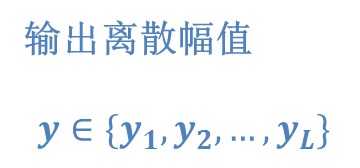 输出离散幅值
y ∈ {y₁, y₂, ..., y_L}